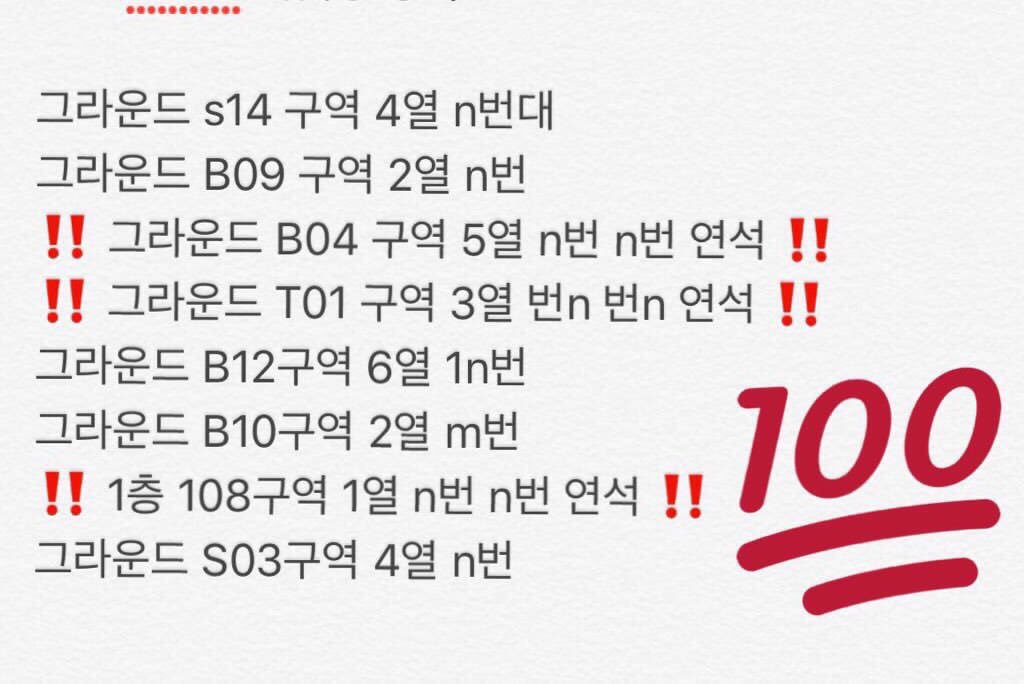 그라운드 s14 구역 4열 n번대
그라운드 B09 구역 2열 n번
‼️ 그라운드 B04 구역 5열 n번 n번 연석 ‼️
‼️ 그라운드 T01 구역 3열 번n 번n 연석 ‼️
그라운드 B12구역 6열 1n번
그라운드 B10구역 2열 m번
‼️ 1층 108구역 1열 n번 n번 연석 ‼️
그라운드 S03구역 4열 n번
💯